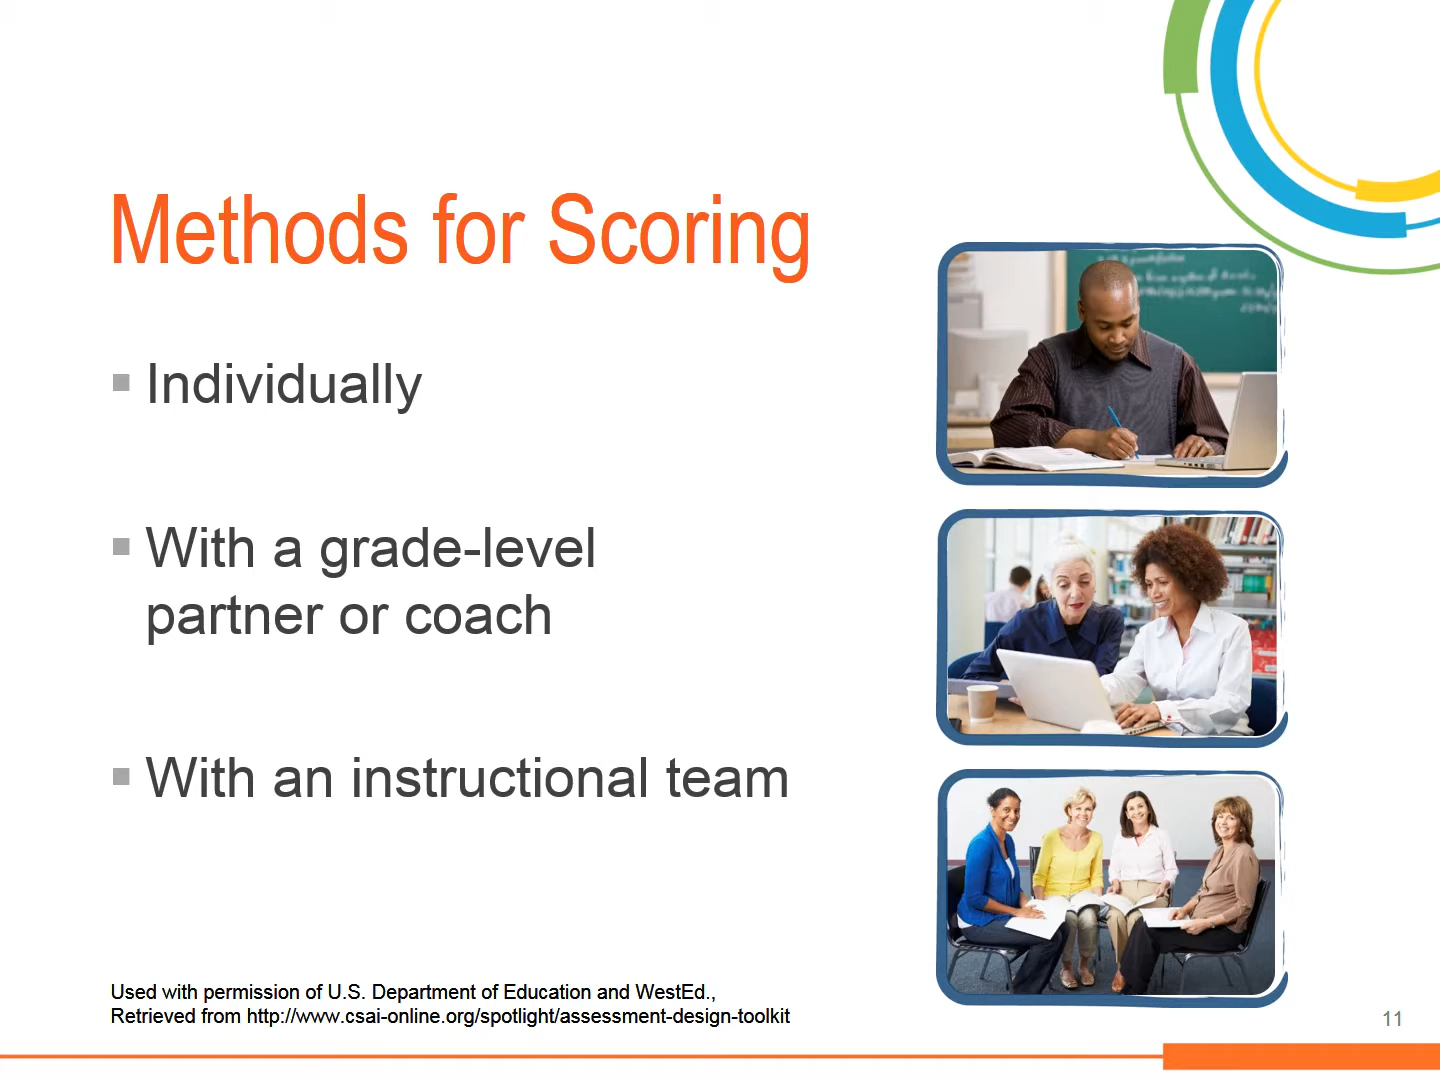 Methods for Scoring
Individually
With a grade-level
partner or coach
With an instructional team
Used with permission of U.S. Department of Education and WestEd.,
Retrieved from http://www.csai-online.org/spotlight/assessment-design-toolkit
11